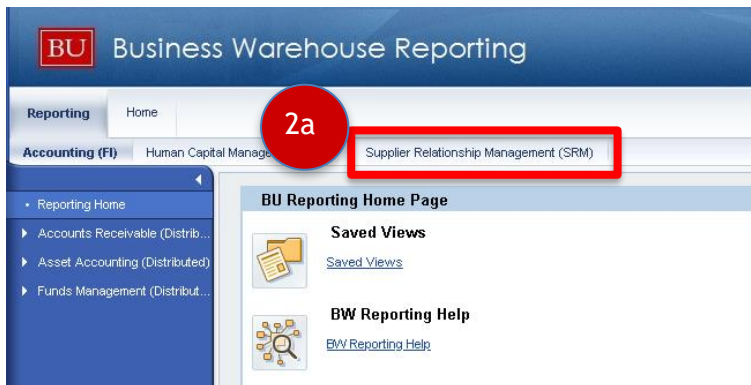 BU Business Warehouse Reporting
Reporting Home
2a
Accounting (FI) Human Capital Manage Supplier Relationship Management (SRM)
• Reporting Home
Accounts Receivable (Distrib...
Asset Accounting (Distributed)
Funds Management (Distribut...
BU Reporting Home Page
Saved Views
Saved Views
BW Reporting Help
BW Reporting Help